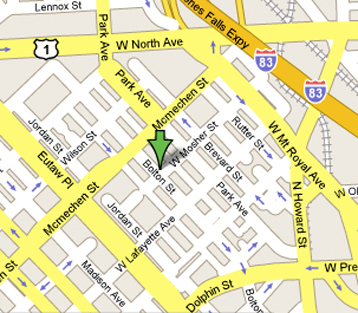 Lennox St
Park Ave
nes Falls Expy
1
W North Ave
83
83
Park Ave
Mcmechen St
Jordan St
Wilson St
Eutaw Pl
W Mosher St
Rutter St
W Mt Royal Ave
Bolton St
Brevard St
Park Ave
N Howard St
Mcmechen St
Jordan St
W Lafayette Ave
Madison Ave
n St
Dolphin St
Bolton
W Ol
W Pre